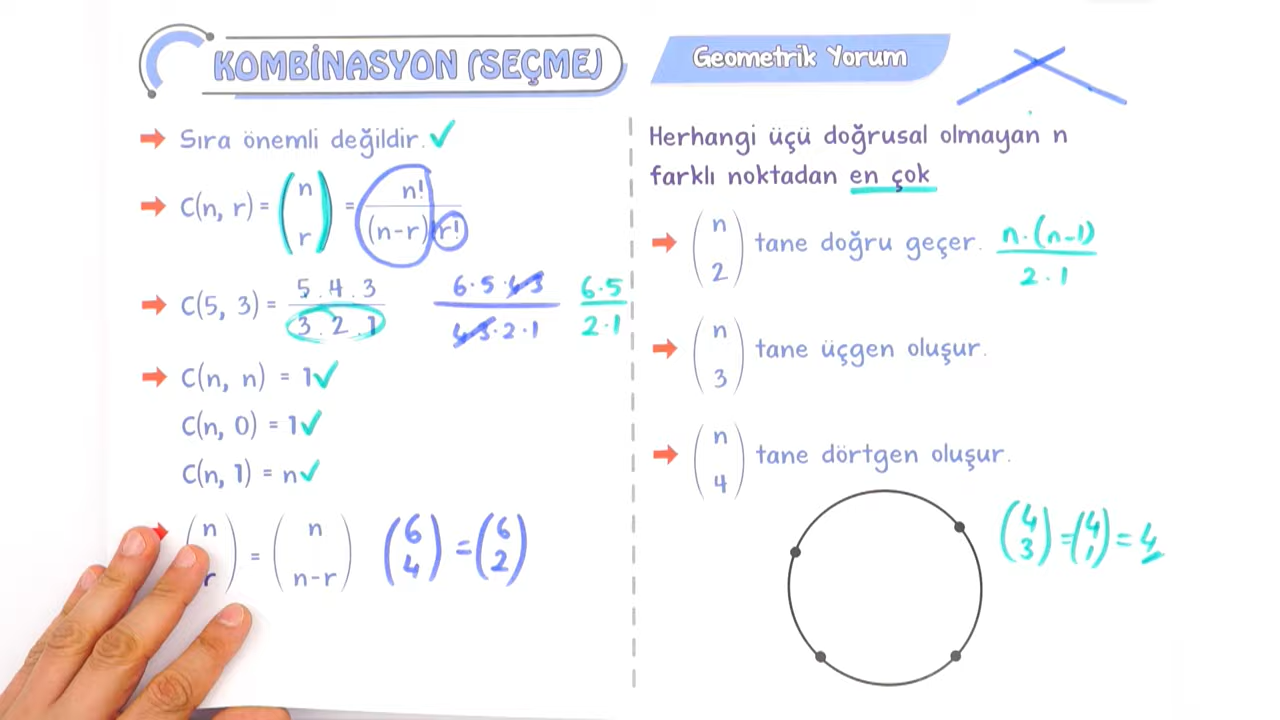 KOMBİNASYON (SEÇME)
Sıra önemli değildir. ✓
C(n, r) = (n r) = n! / (n-r)! r!
C(5, 3) = 5 . 4 . 3 / 3 . 2 . 1
6·5·4·3 / 4·3·2·1
6·5 / 2·1
C(n, n) = 1 ✓
C(n, 0) = 1 ✓
C(n, 1) = n ✓
(n r) = (n n-r)
(6 4) = (6 2)
Geometrik Yorum
Herhangi üçü doğrusal olmayan n
farklı noktadan en çok
(n 2) tane doğru geçer. n·(n-1) / 2·1
(n 3) tane üçgen oluşur.
(n 4) tane dörtgen oluşur.
(4 3) = (4 1) = 4